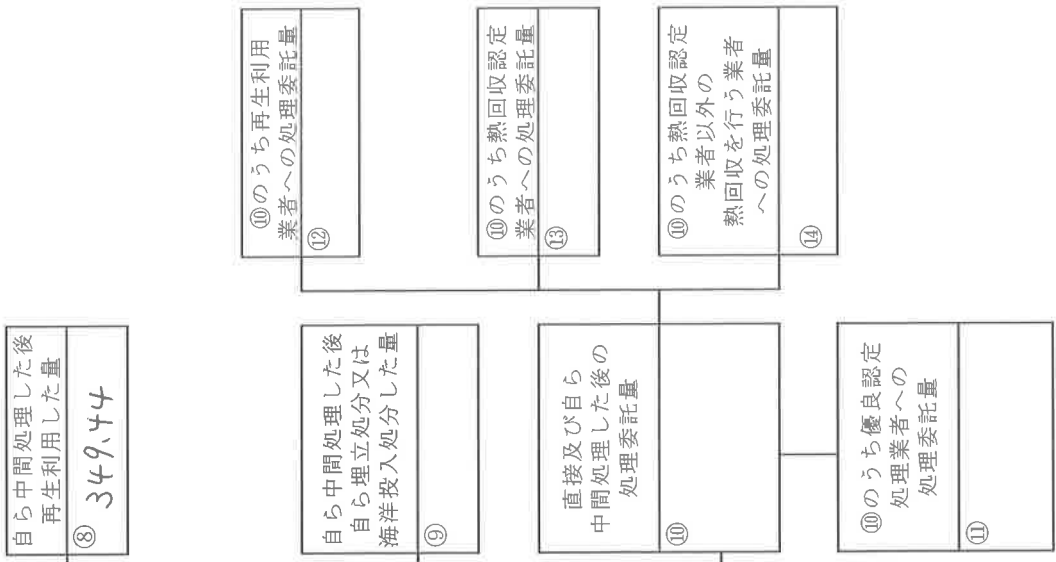 自ら中間処理した後
再生利用した量
⑧
349.44
自ら中間処理した後
自ら埋立処分又は
海洋投入処分した量
⑨
直接及び自ら
中間処理した後の
処理委託量
⑩
⑩のうち優良認定
処理業者への
処理委託量
⑪
⑩のうち再生利用
業者への処理委託量
⑫
⑩のうち熱回収認定
業者への処理委託量
⑬
⑩のうち熱回収認定
業者以外の
熱回収を行う業者
への処理委託量
⑭